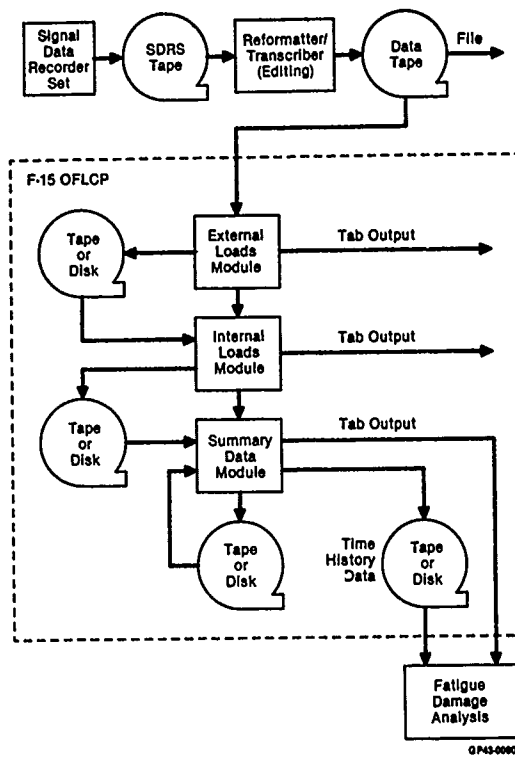 Signal
Data
Recorder
Set
SDRS
Tape
Reformatter/
Transcriber
(Editing)
Data
Tape
File
F-15 OFLCP
Tape
or
Disk
External
Loads
Module
Tab Output
Internal
Loads
Module
Tab Output
Tape
or
Disk
Summary
Data
Module
Tab Output
Tape
or
Disk
Time
History
Data
Tape
or
Disk
Fatigue
Damage
Analysis